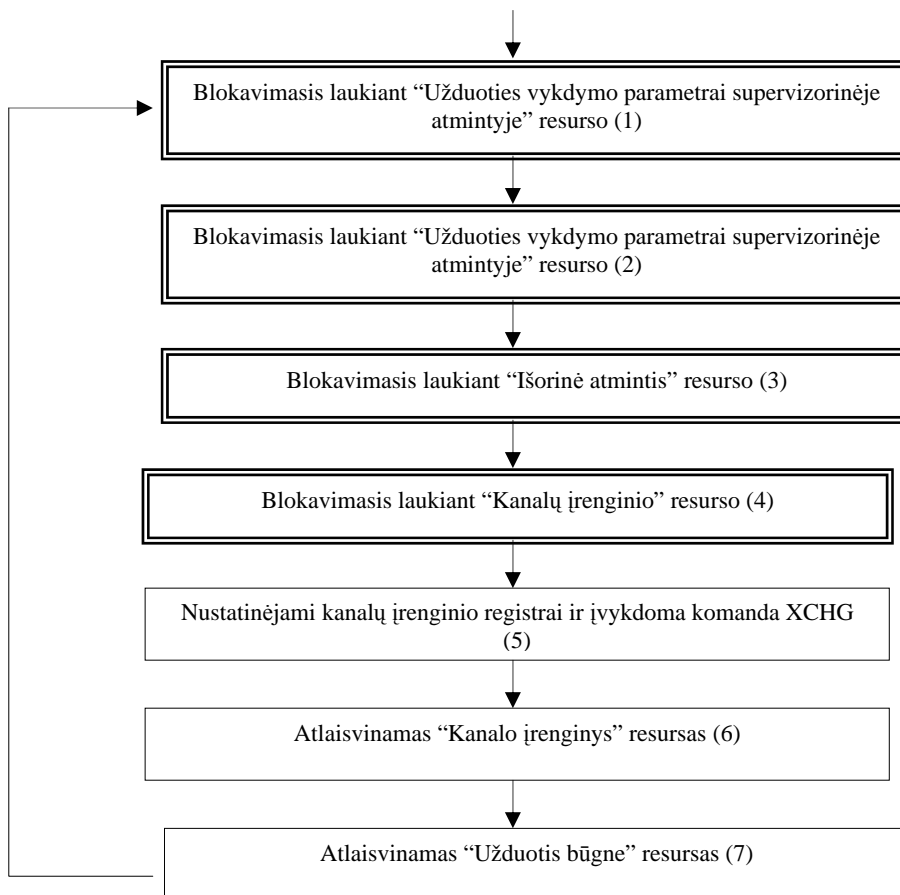 Blokavimasis laukiant “Užduoties vykdymo parametrai supervizorinėje
atmintyje” resurso (1)
Blokavimasis laukiant “Užduoties vykdymo parametrai supervizorinėje
atmintyje” resurso (2)
Blokavimasis laukiant “Išorinė atmintis” resurso (3)
Blokavimasis laukiant “Kanalų įrenginio” resurso (4)
Nustatinėjami kanalų įrenginio registrai ir įvykdoma komanda XCHG
(5)
Atlaisvinamas “Kanalo įrenginys” resursas (6)
Atlaisvinamas “Užduotis būgne” resursas (7)